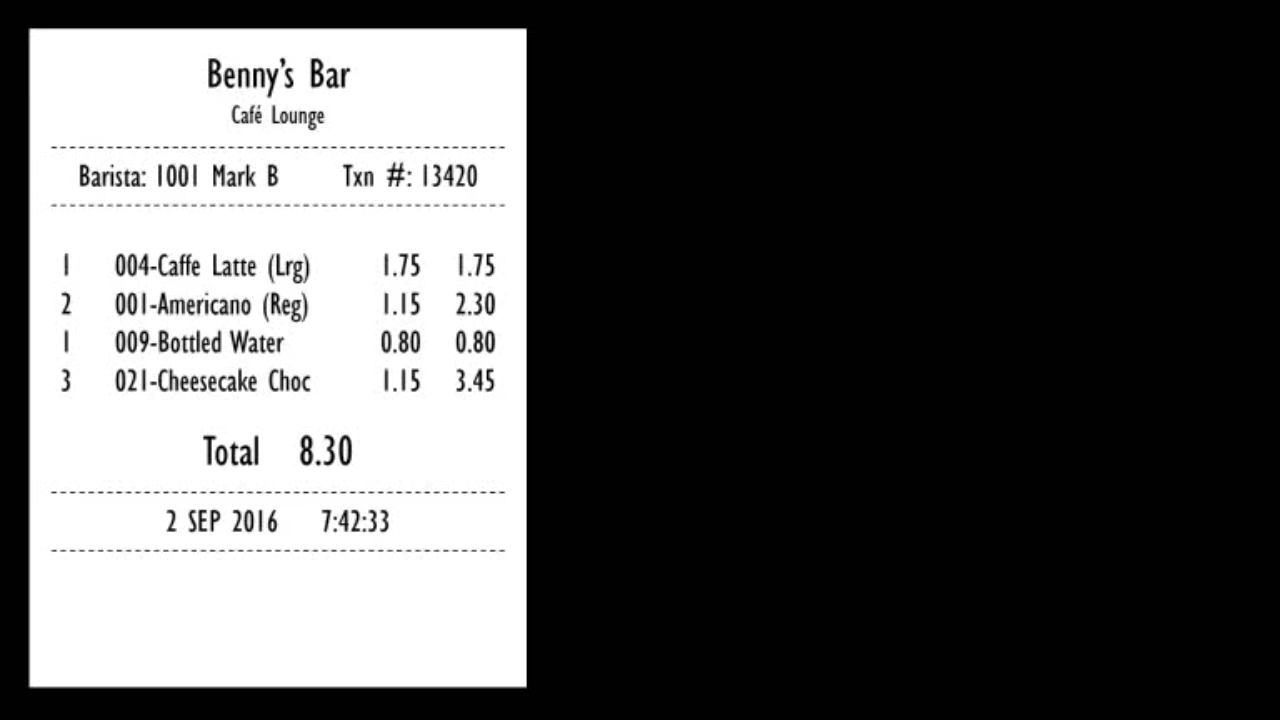 Benny's Bar
Café Lounge
Barista: 1001 Mark B Txn #: 13420
1 004-Caffe Latte (Lrg) 1.75 1.75
2 001-Americano (Reg) 1.15 2.30
1 009-Bottled Water 0.80 0.80
3 021-Cheesecake Choc 1.15 3.45
Total 8.30
2 SEP 2016 7:42:33